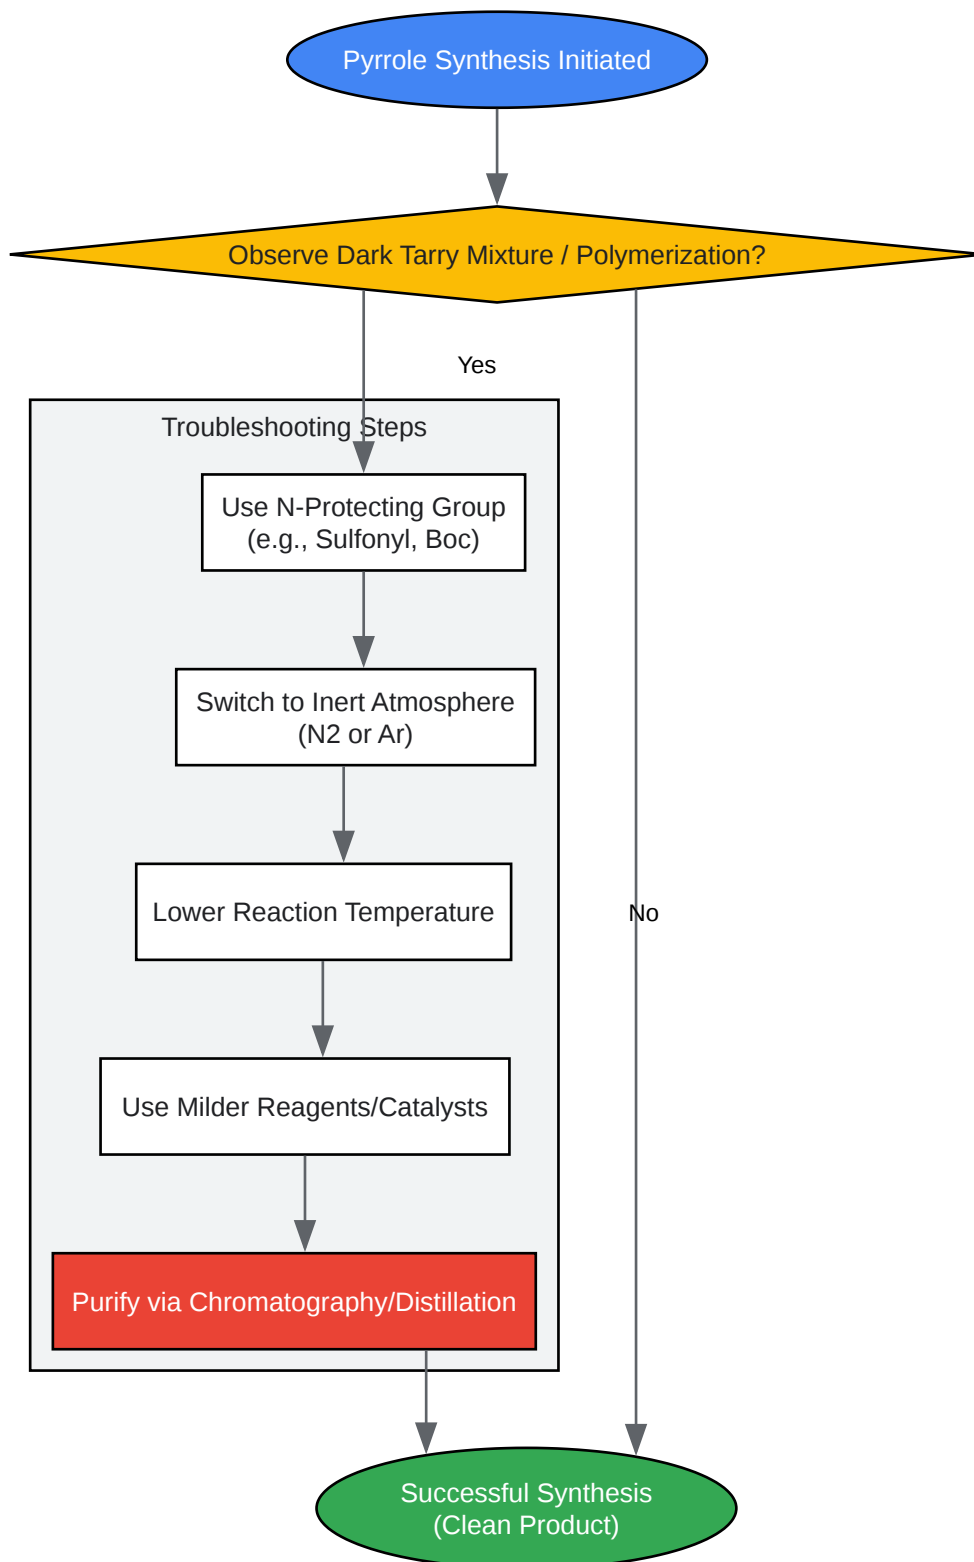 Pyrrole Synthesis Initiated
Observe Dark Tarry Mixture / Polymerization?
Yes
Troubleshooting Steps
Use N-Protecting Group
(e.g., Sulfonyl, Boc)
Switch to Inert Atmosphere
(N2 or Ar)
Lower Reaction Temperature
No
Use Milder Reagents/Catalysts
Purify via Chromatography/Distillation
Successful Synthesis
(Clean Product)